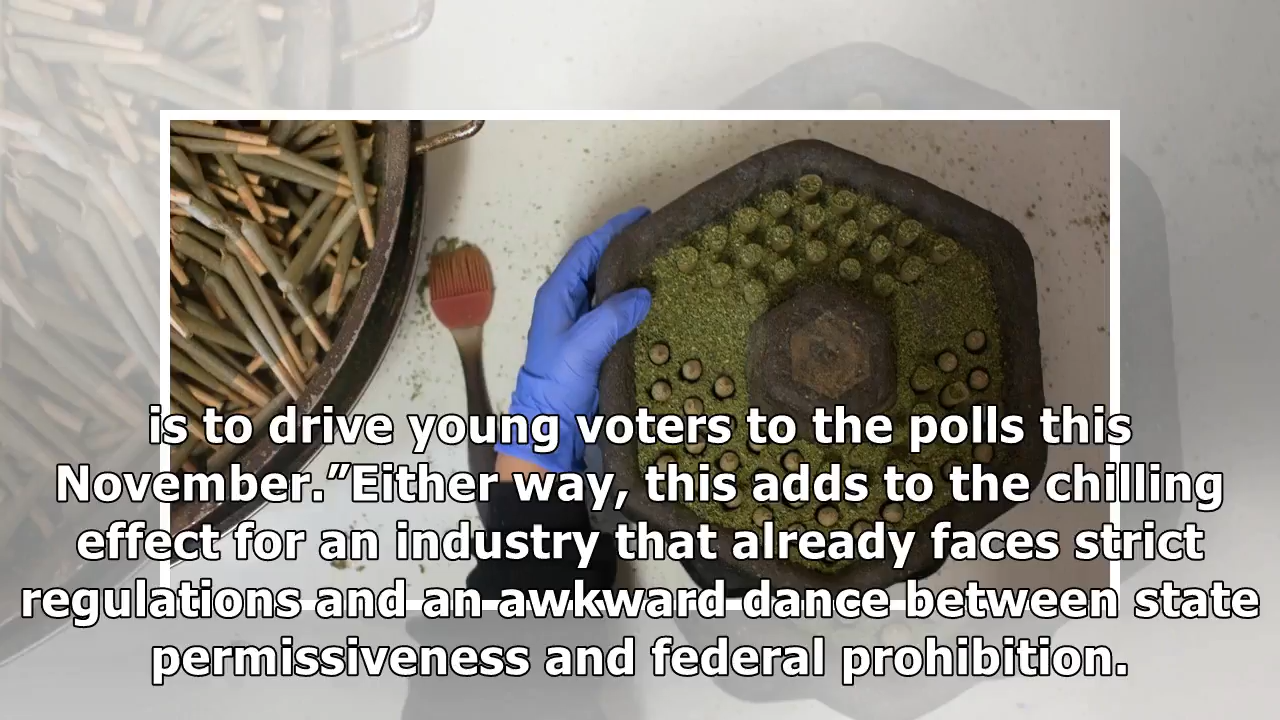 is to drive young voters to the polls this
November.”Either way, this adds to the chilling
effect for an industry that already faces strict
regulations and an awkward dance between state
permissiveness and federal prohibition.